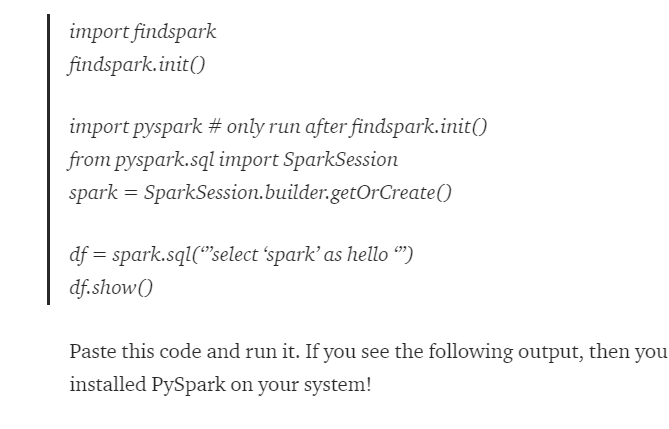 import findspark
findspark.init()
import pyspark # only run after findspark.init()
from pyspark.sql import SparkSession
spark = SparkSession.builder.getOrCreate()
df = spark.sql(‘’’select ‘spark’ as hello ‘’’)
df.show()
Paste this code and run it. If you see the following output, then you
installed PySpark on your system!